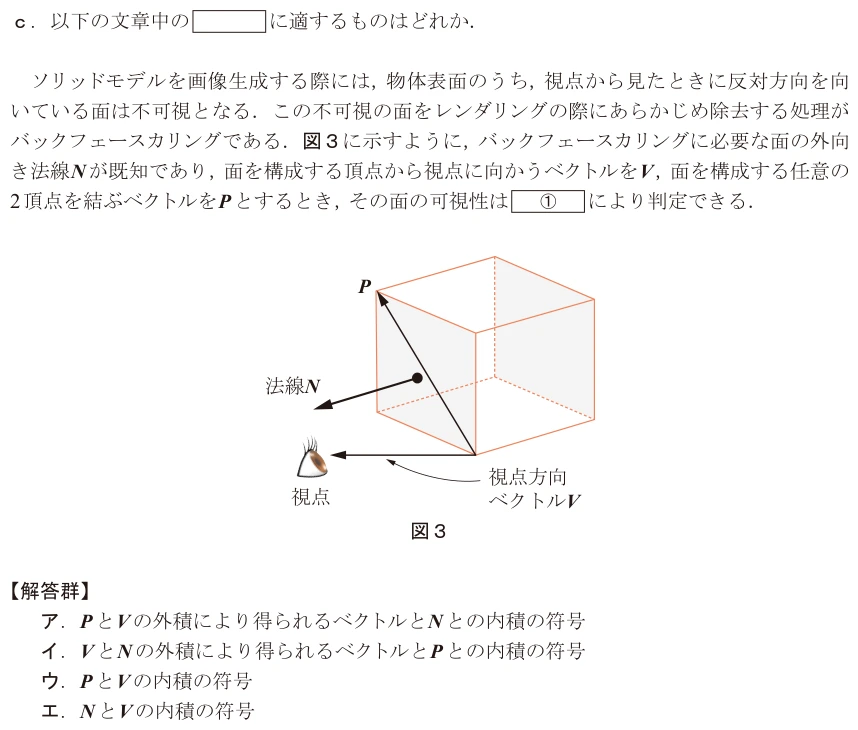 c．以下の文章中の　　　に適するものはどれか．
ソリッドモデルを画像生成する際には，物体表面のうち，視点から見たときに反対方向を向
いている面は不可視となる．この不可視の面をレンダリングの際にあらかじめ除去する処理が
バックフェースカリングである．図3に示すように，バックフェースカリングに必要な面の外向
き法線Nが既知であり，面を構成する頂点から視点に向かうベクトルをV，面を構成する任意の
2頂点を結ぶベクトルをPとするとき，その面の可視性は　①　により判定できる．
P
法線N
視点
視点方向
ベクトルV
図3
【解答群】
ア．PとVの外積により得られるベクトルとNとの内積の符号
イ．VとNの外積により得られるベクトルとPとの内積の符号
ウ．PとVの内積の符号
エ．NとVの内積の符号